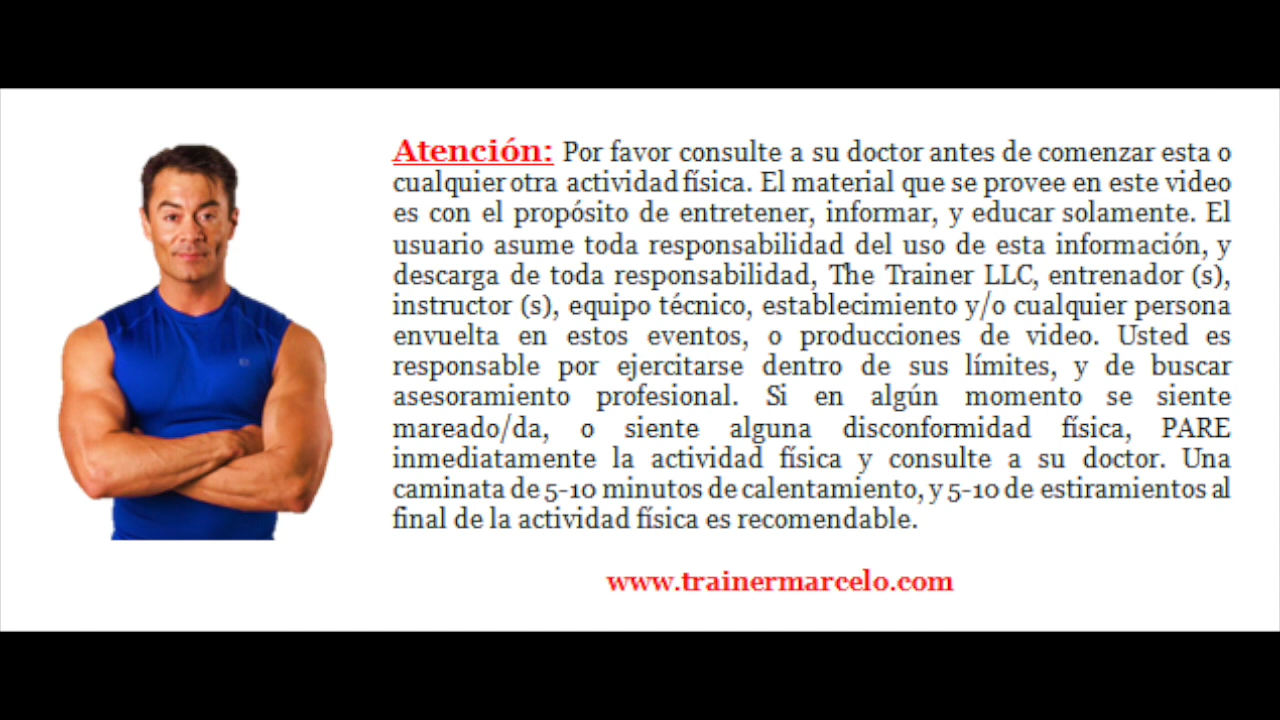 Atención: Por favor consulte a su doctor antes de comenzar esta o
cualquier otra actividad física. El material que se provee en este video
es con el propósito de entretener, informar, y educar solamente. El
usuario asume toda responsabilidad del uso de esta información, y
descarga de toda responsabilidad, The Trainer LLC, entrenador (s),
instructor (s), equipo técnico, establecimiento y/o cualquier persona
envuelta en estos eventos, o producciones de video. Usted es
responsable por ejercitarse dentro de sus límites, y de buscar
asesoramiento profesional. Si en algún momento se siente
mareado/da, o siente alguna disconformidad física, PARE
inmediatamente la actividad física y consulte a su doctor. Una
caminata de 5-10 minutos de calentamiento, y 5-10 de estiramientos al
final de la actividad física es recomendable.
www.trainermarcelo.com